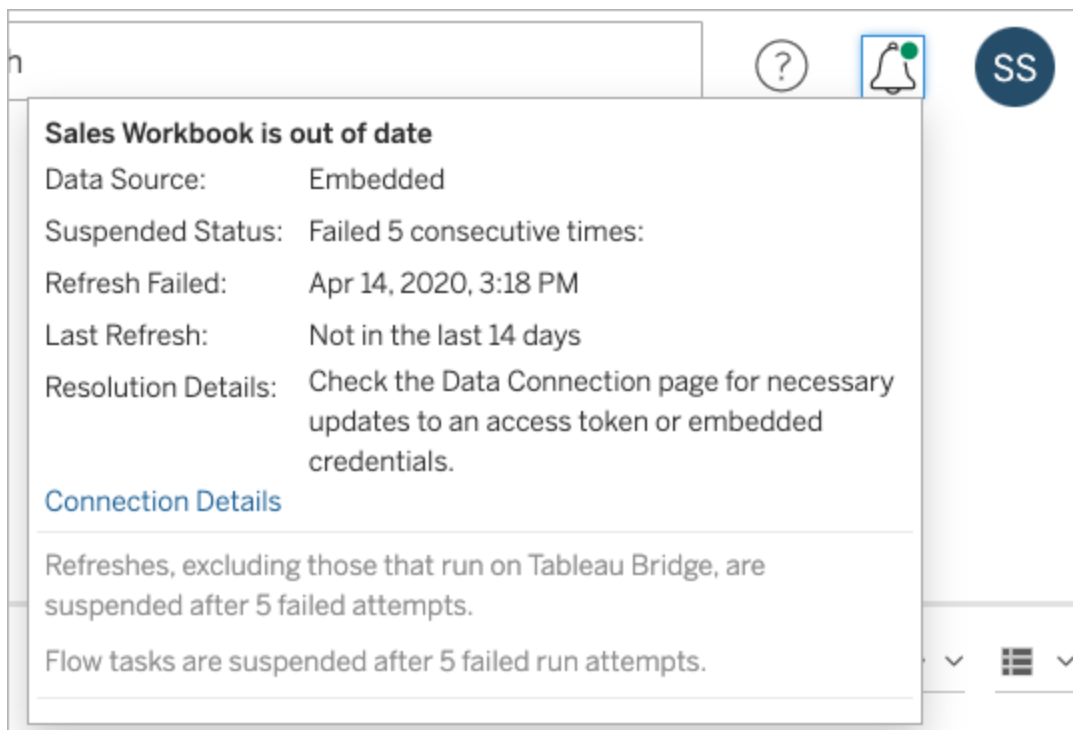 h
?
SS
Sales Workbook is out of date
Data Source: Embedded
Suspended Status: Failed 5 consecutive times:
Refresh Failed: Apr 14, 2020, 3:18 PM
Last Refresh: Not in the last 14 days
Resolution Details: Check the Data Connection page for necessary
updates to an access token or embedded
credentials.
Connection Details
Refreshes, excluding those that run on Tableau Bridge, are
suspended after 5 failed attempts.
Flow tasks are suspended after 5 failed run attempts.